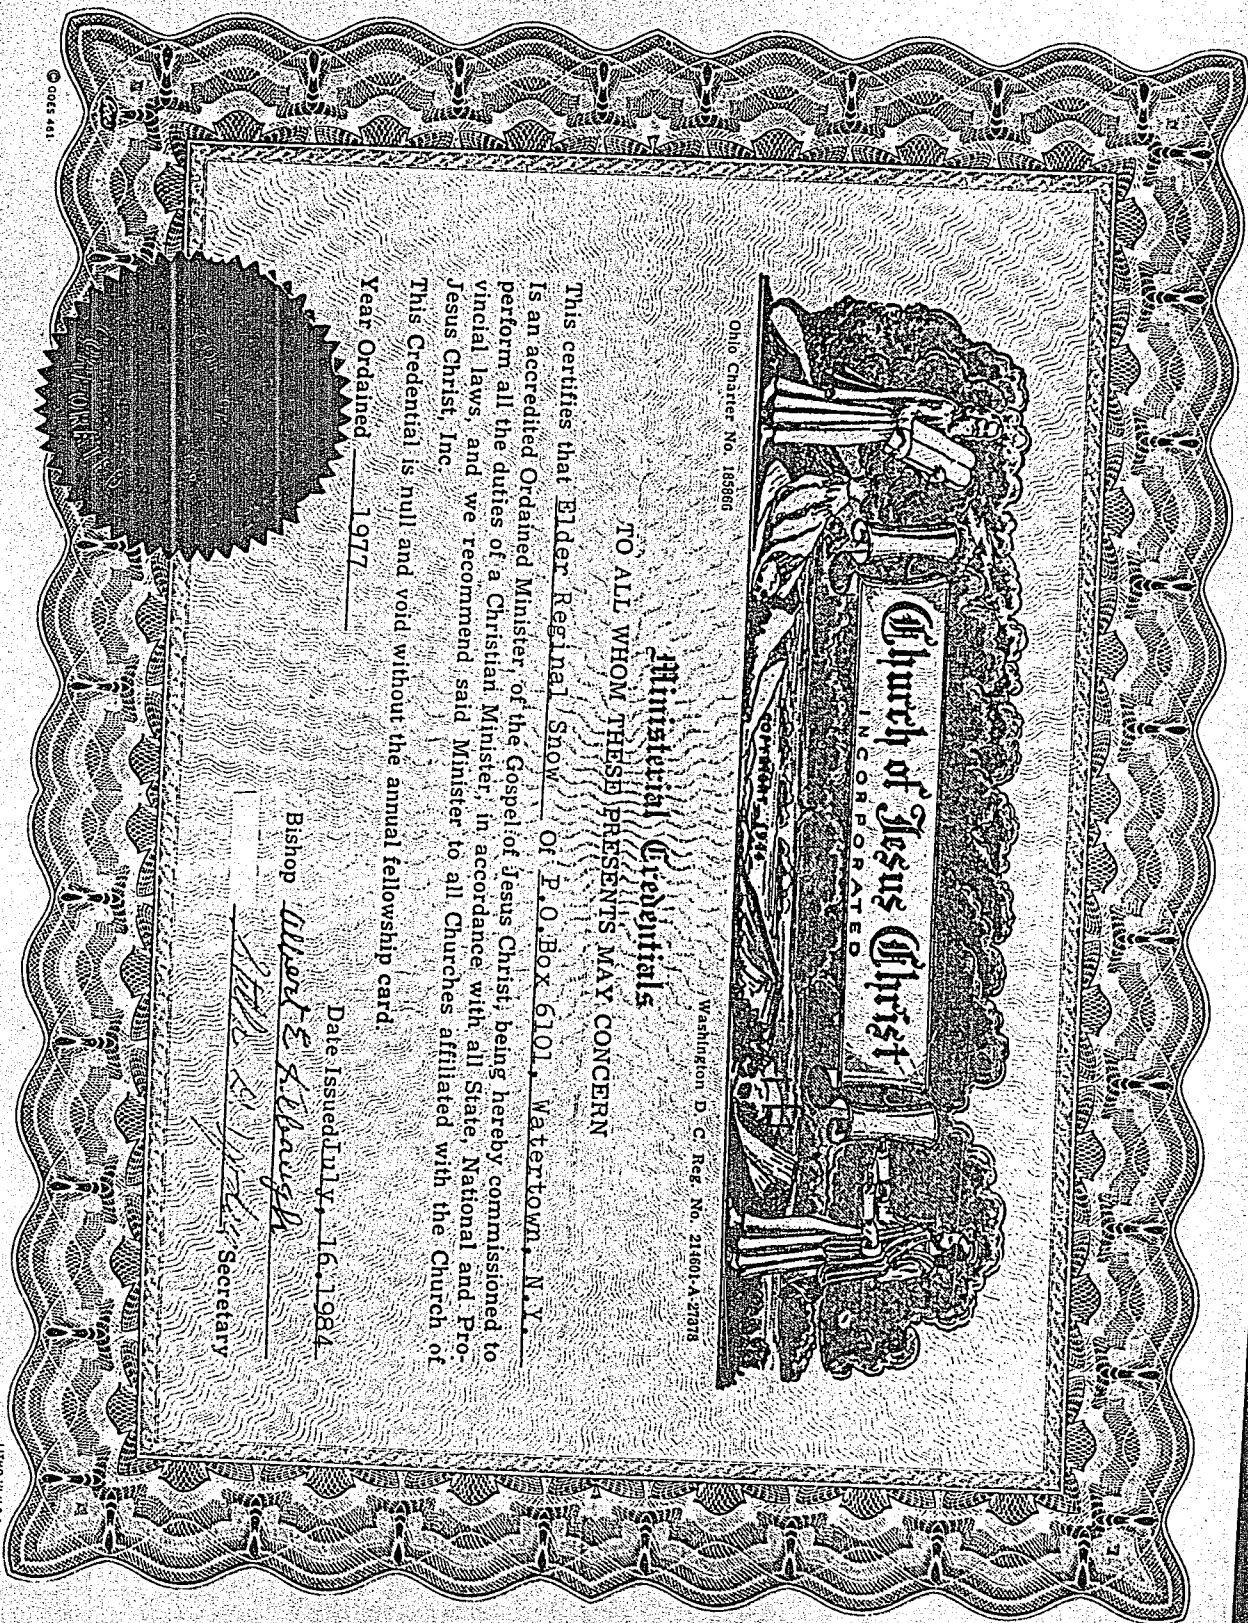 Church of Jesus Christ
INCORPORATED
COPYRIGHT 1944
Ohio Charter No. 185866
Washington D. C. Reg. No. 214601-A 27378
Ministerial Credentials
TO ALL WHOM THESE PRESENTS MAY CONCERN
This certifies that Elder Reginal Snow Of P.O.Box 6101, Watertown, N.Y.
Is an accredited Ordained Minister, of the Gospel of Jesus Christ, being hereby commissioned to
perform all the duties of a Christian Minister, in accordance with all State, National and Pro-
vincial laws, and we recommend said Minister to all Churches affiliated with the Church of
Jesus Christ, Inc.
This Credential is null and void without the annual fellowship card.
Year Ordained 1977
Date Issued July, 16, 1984
Bishop Albert E
, Secretary
© GOES 461